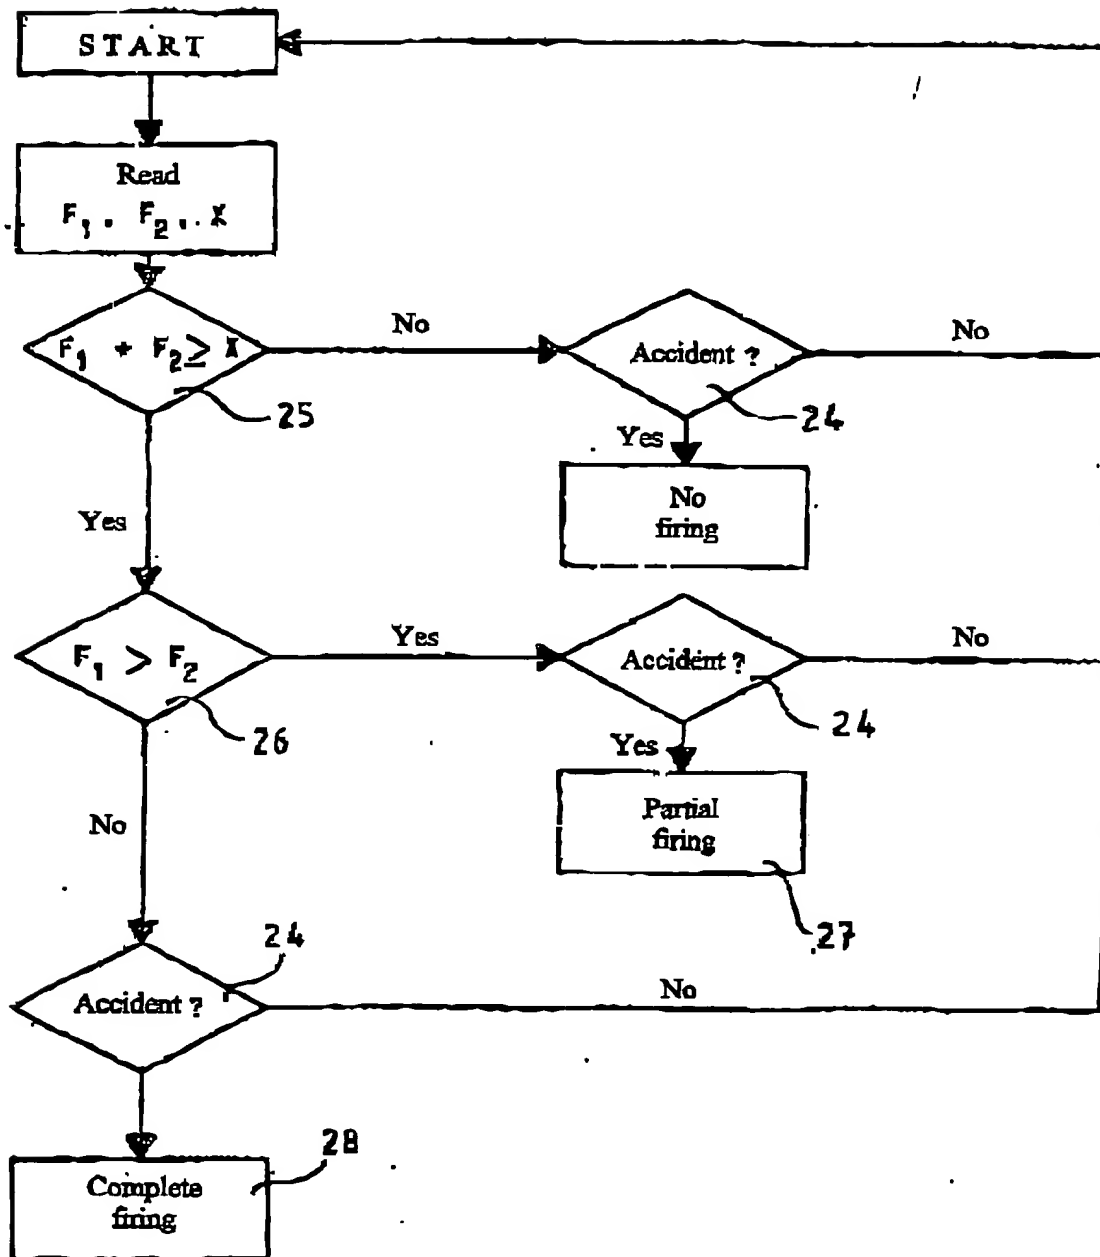 START
Read
F1, F2, X
F1 + F2 ≥ X
25
No
Accident ?
24
No
Yes
No
firing
Yes
F1 > F2
26
Yes
Accident ?
24
No
Yes
Partial
firing
27
No
24
Accident ?
No
28
Complete
firing